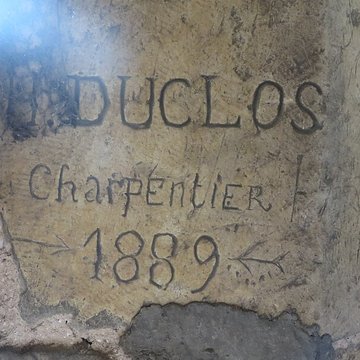 DUCLOS
CharpENtiER
1889